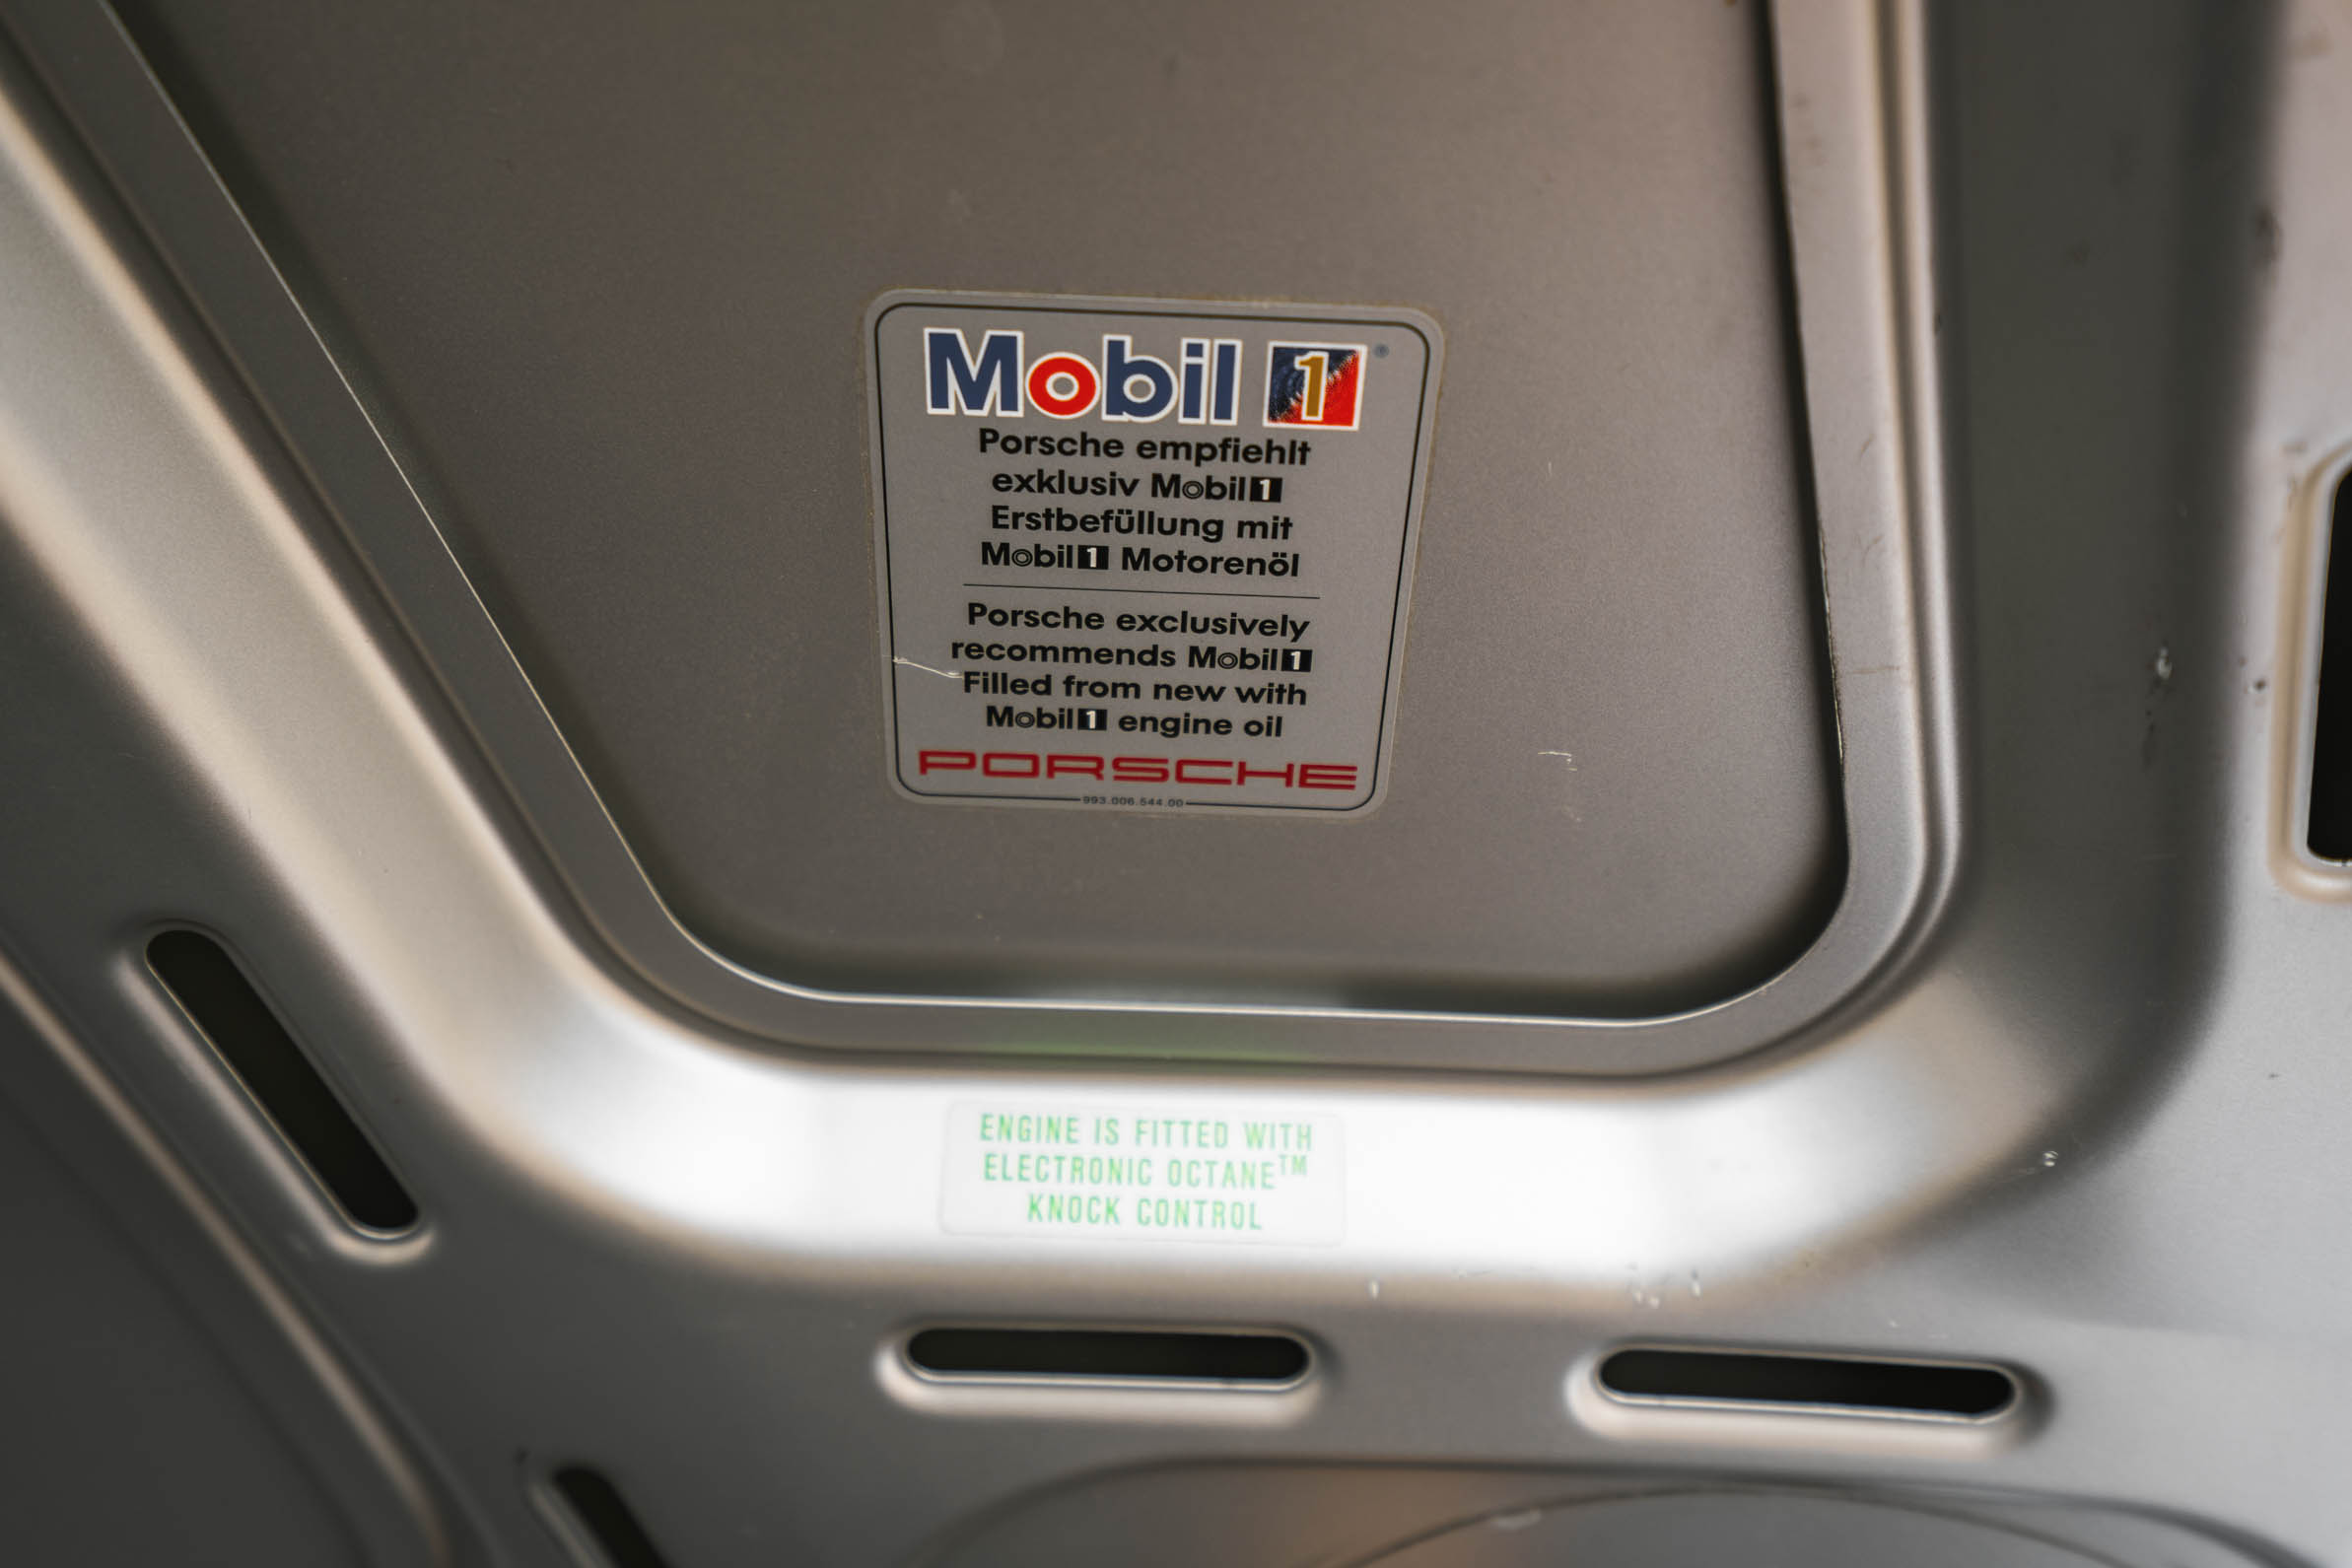 Mobil 1 ®
Porsche empfiehlt
exklusiv Mobil 1
Erstbefüllung mit
Mobil 1 Motorenöl
Porsche exclusively
recommends Mobil 1
Filled from new with
Mobil 1 engine oil
PORSCHE
993.006.544.00
ENGINE IS FITTED WITH
ELECTRONIC OCTANE™
KNOCK CONTROL